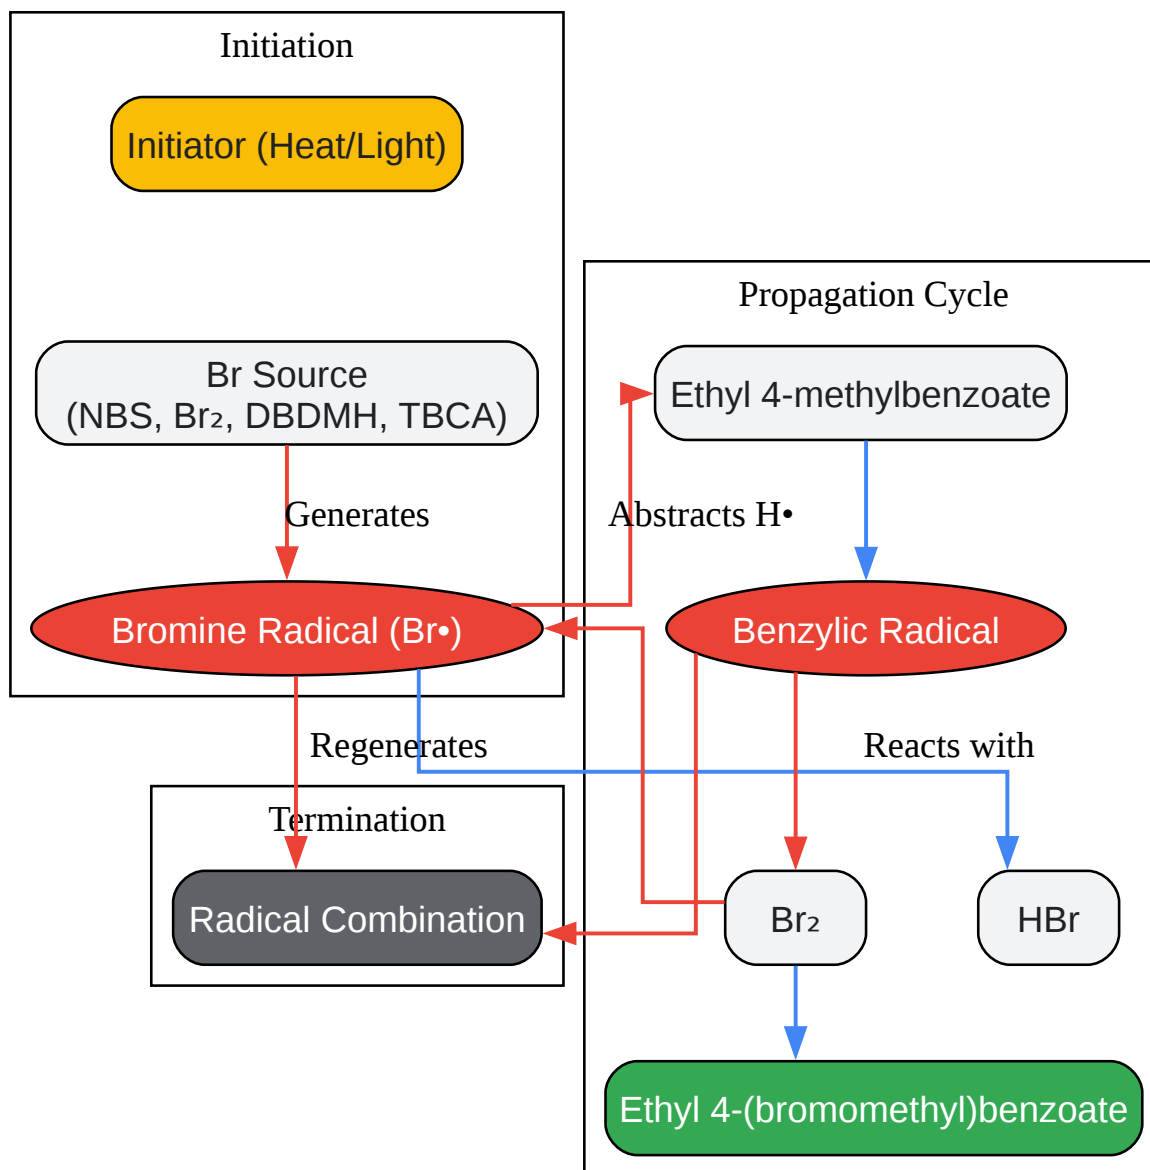 Initiation
Initiator (Heat/Light)
Propagation Cycle
Br Source
(NBS, Br₂, DBDMH, TBCA)
Ethyl 4-methylbenzoate
Generates
Abstracts H•
Bromine Radical (Br•)
Benzylic Radical
Regenerates
Reacts with
Termination
Radical Combination
Br₂
HBr
Ethyl 4-(bromomethyl)benzoate